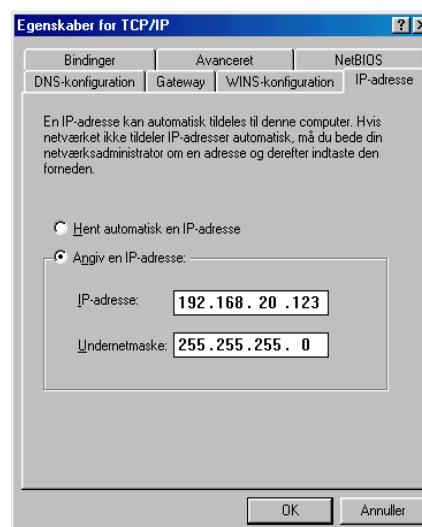 Egenskaber for TCP/IP
Bindinger Avanceret NetBIOS
DNS-konfiguration Gateway WINS-konfiguration IP-adresse
En IP-adresse kan automatisk tildeles til denne computer. Hvis
netværket ikke tildeler IP-adresser automatisk, må du bede din
netværksadministrator om en adresse og derefter indtaste den
forneden.
Hent automatisk en IP-adresse
Angiv en IP-adresse:
IP-adresse: 192.168. 20 .123
Undernetmaske: 255.255.255. 0
OK Annuller